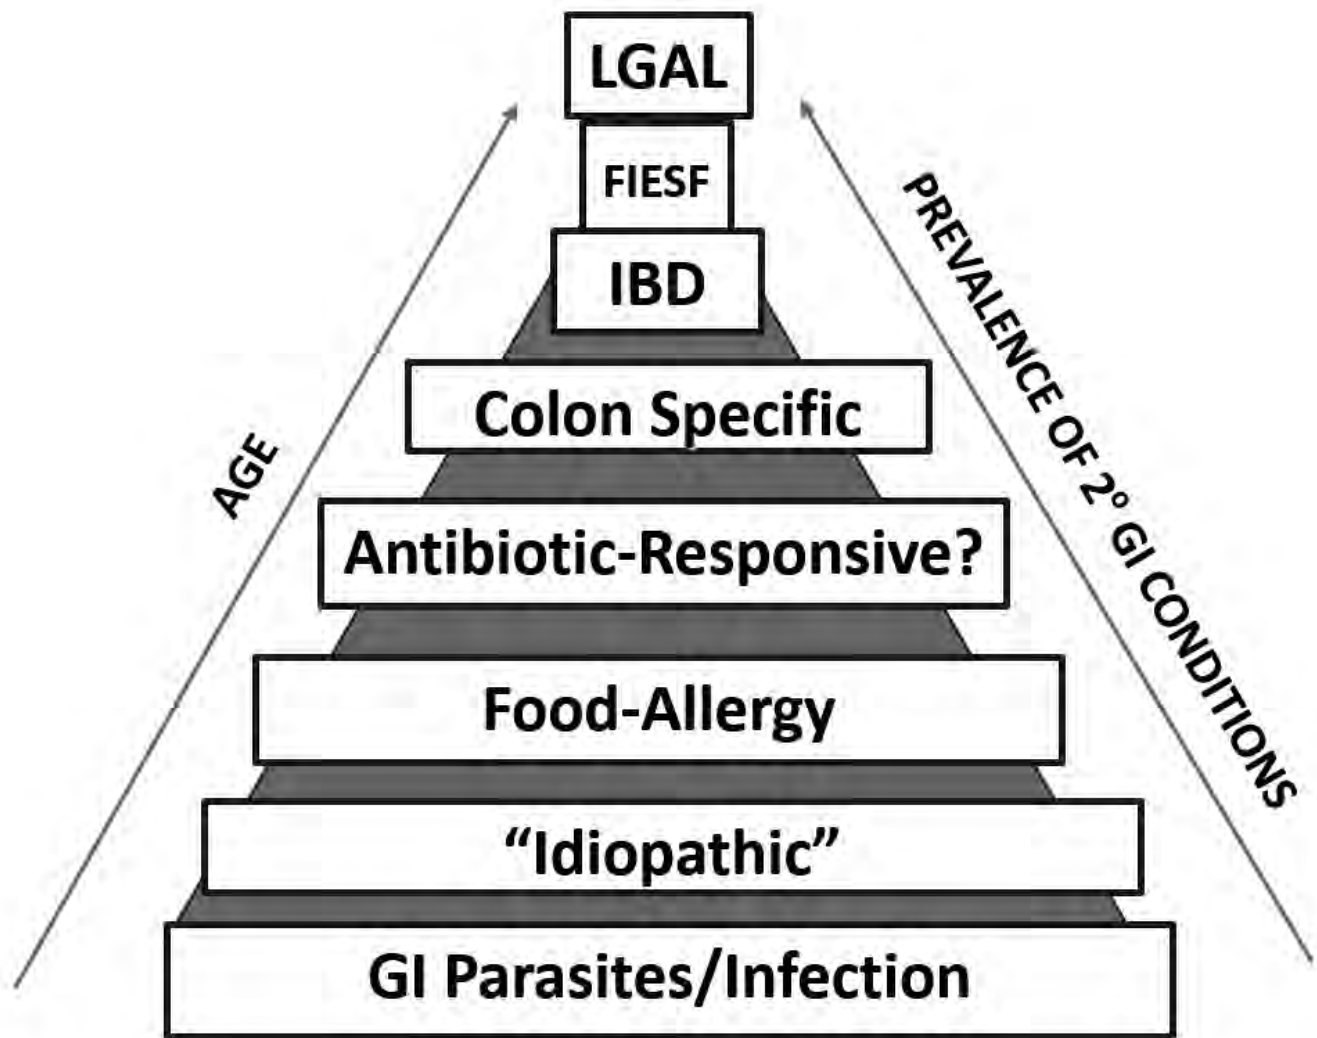 LGAL
FIESF
IBD
Colon Specific
Antibiotic-Responsive?
Food-Allergy
“Idiopathic”
GI Parasites/Infection
AGE
PREVALENCE OF 2° GI CONDITIONS